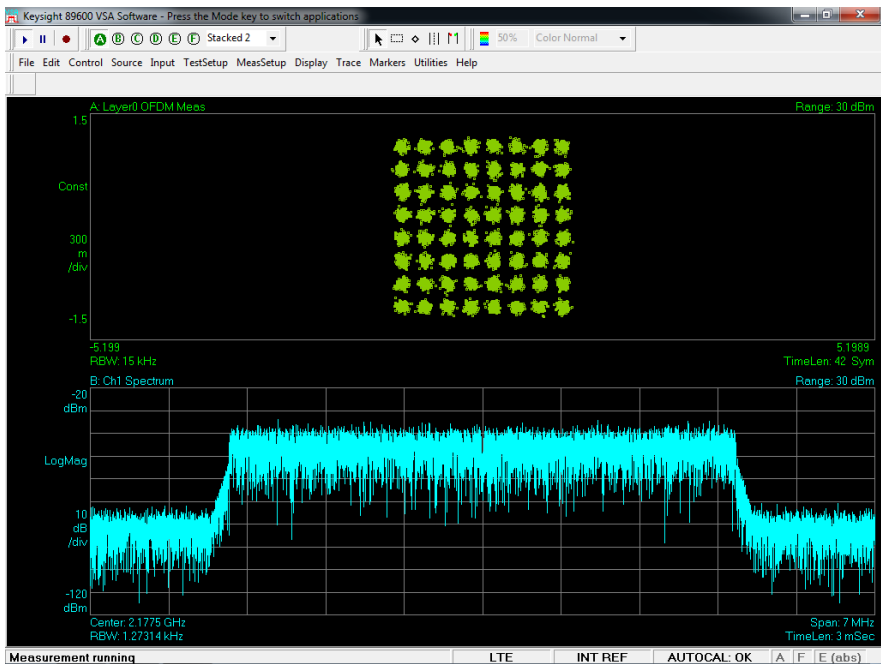 Keysight 89600 VSA Software - Press the Mode key to switch applications
A B C D E F Stacked 2 50% Color Normal
File Edit Control Source Input TestSetup MeasSetup Display Trace Markers Utilities Help
A: Layer0 OFDM Meas Range: 30 dBm
1.5
Const
300
m
/div
-1.5
-5.199 5.1989
RBW: 15 kHz TimeLen: 42 Sym
B: Ch1 Spectrum Range: 30 dBm
-20
dBm
LogMag
10
dB
/div
-120
dBm
Center: 2.1775 GHz Span: 7 MHz
RBW: 1.27314 kHz TimeLen: 3 mSec
Measurement running LTE INT REF AUTOCAL: OK A F E (abs)